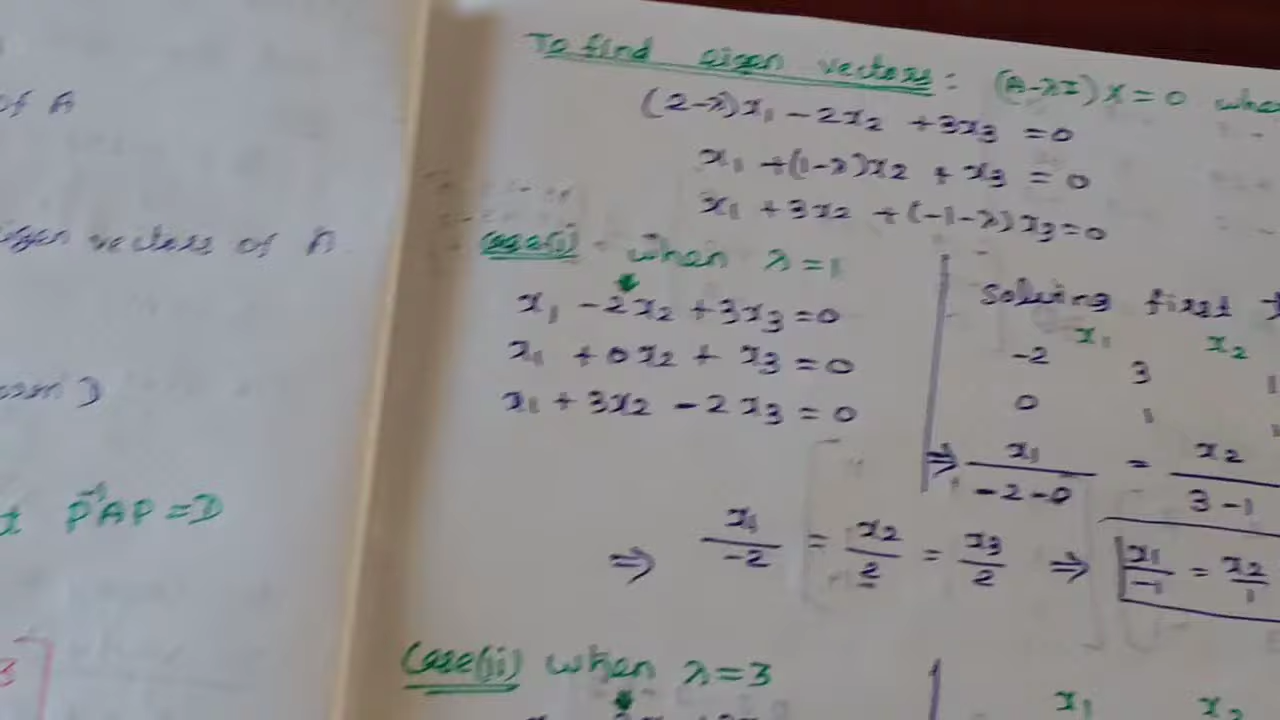 of A
vectors of A
P⁻¹AP = D
3
To find eigen vectors: (A-λI)X = 0
(2-λ)x₁ - 2x₂ + 3x₃ = 0
x₁ + (1-λ)x₂ + x₃ = 0
x₁ + 3x₂ + (-1-λ)x₃ = 0
case(i) when λ = 1
x₁ - 2x₂ + 3x₃ = 0
x₁ + 0x₂ + x₃ = 0
x₁ + 3x₂ - 2x₃ = 0
Solving first
x₁ x₂
-2 3 1
0 1 1
⇒ x₁/(-2-0) = x₂/(3-1)
⇒ x₁/-2 = x₂/2 = x₃/2 ⇒ x₁/-1 = x₂/1
Case(ii) when λ = 3
x₁ x₂